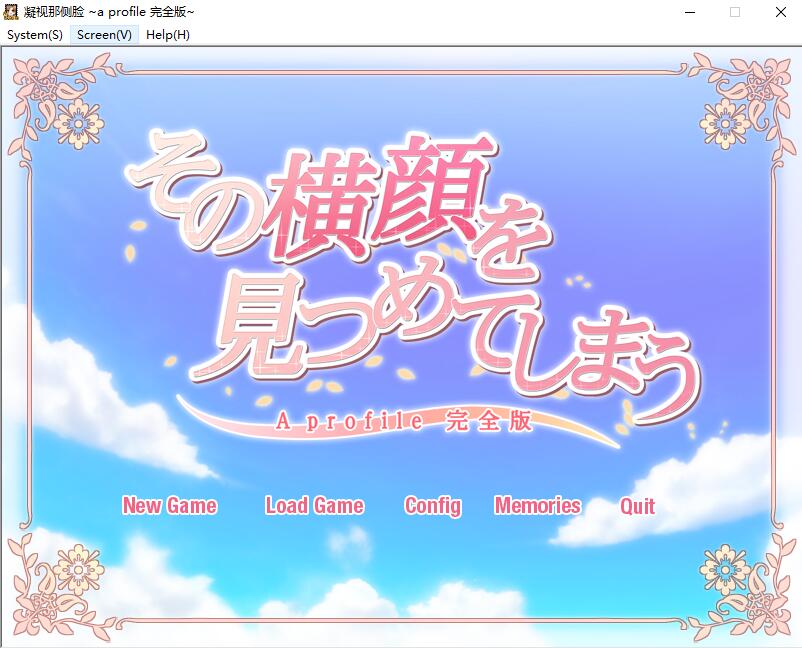 凝视那侧脸 ~a profile 完全版~
System(S) Screen(V) Help(H)
その横顔を
見つめてしまう
A profile 完全版
New Game Load Game Config Memories Quit